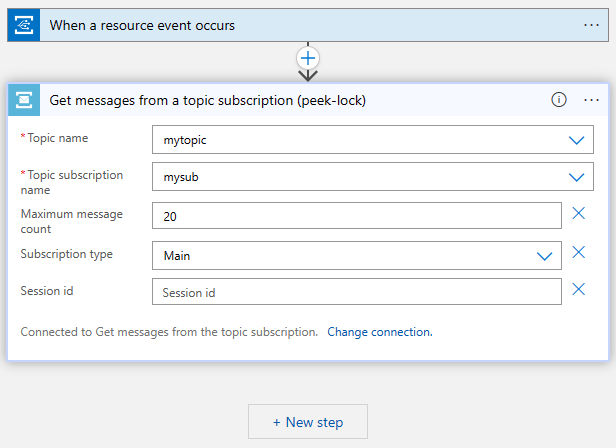 When a resource event occurs
Get messages from a topic subscription (peek-lock)
* Topic name
mytopic
* Topic subscription
name
mysub
Maximum message
count
20
Subscription type
Main
Session id
Session id
Connected to Get messages from the topic subscription. Change connection.
+ New step